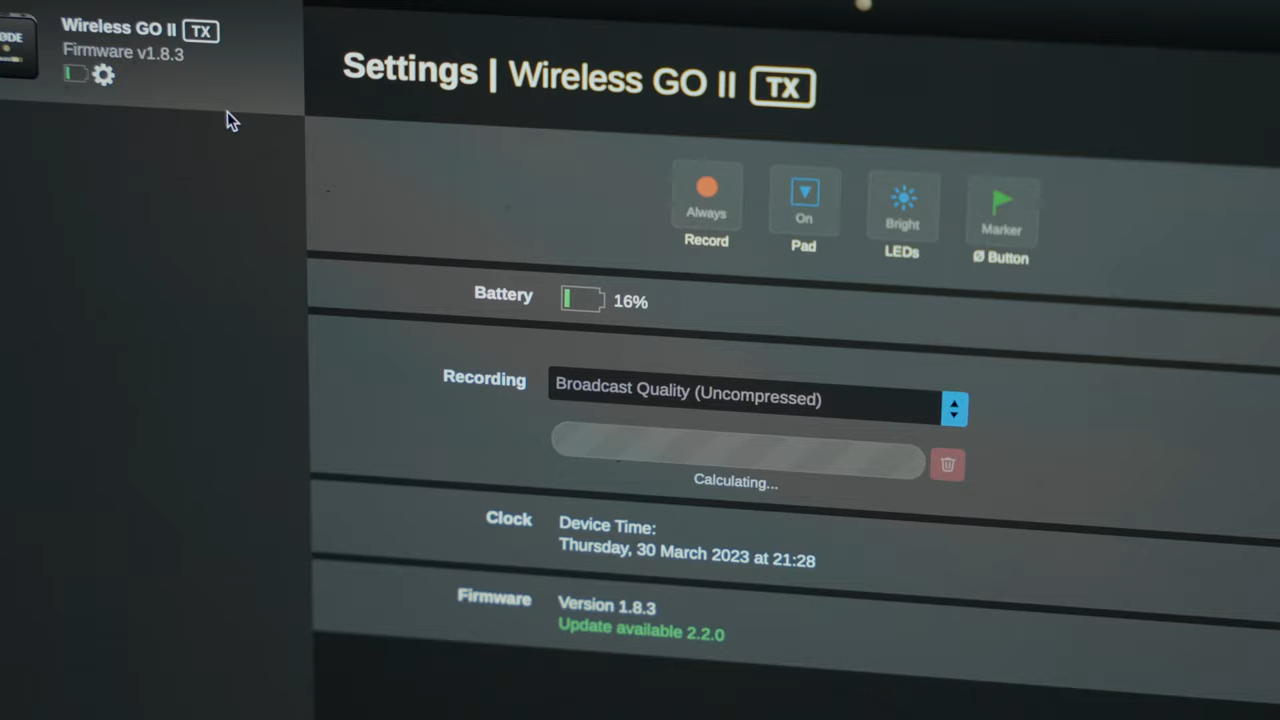 RØDE
Wireless GO II TX
Firmware v1.8.3
Settings | Wireless GO II TX
Always
Record
On
Pad
Bright
LEDs
Marker
Ø Button
Battery
16%
Recording
Broadcast Quality (Uncompressed)
Calculating...
Clock
Device Time:
Thursday, 30 March 2023 at 21:28
Firmware
Version 1.8.3
Update available 2.2.0